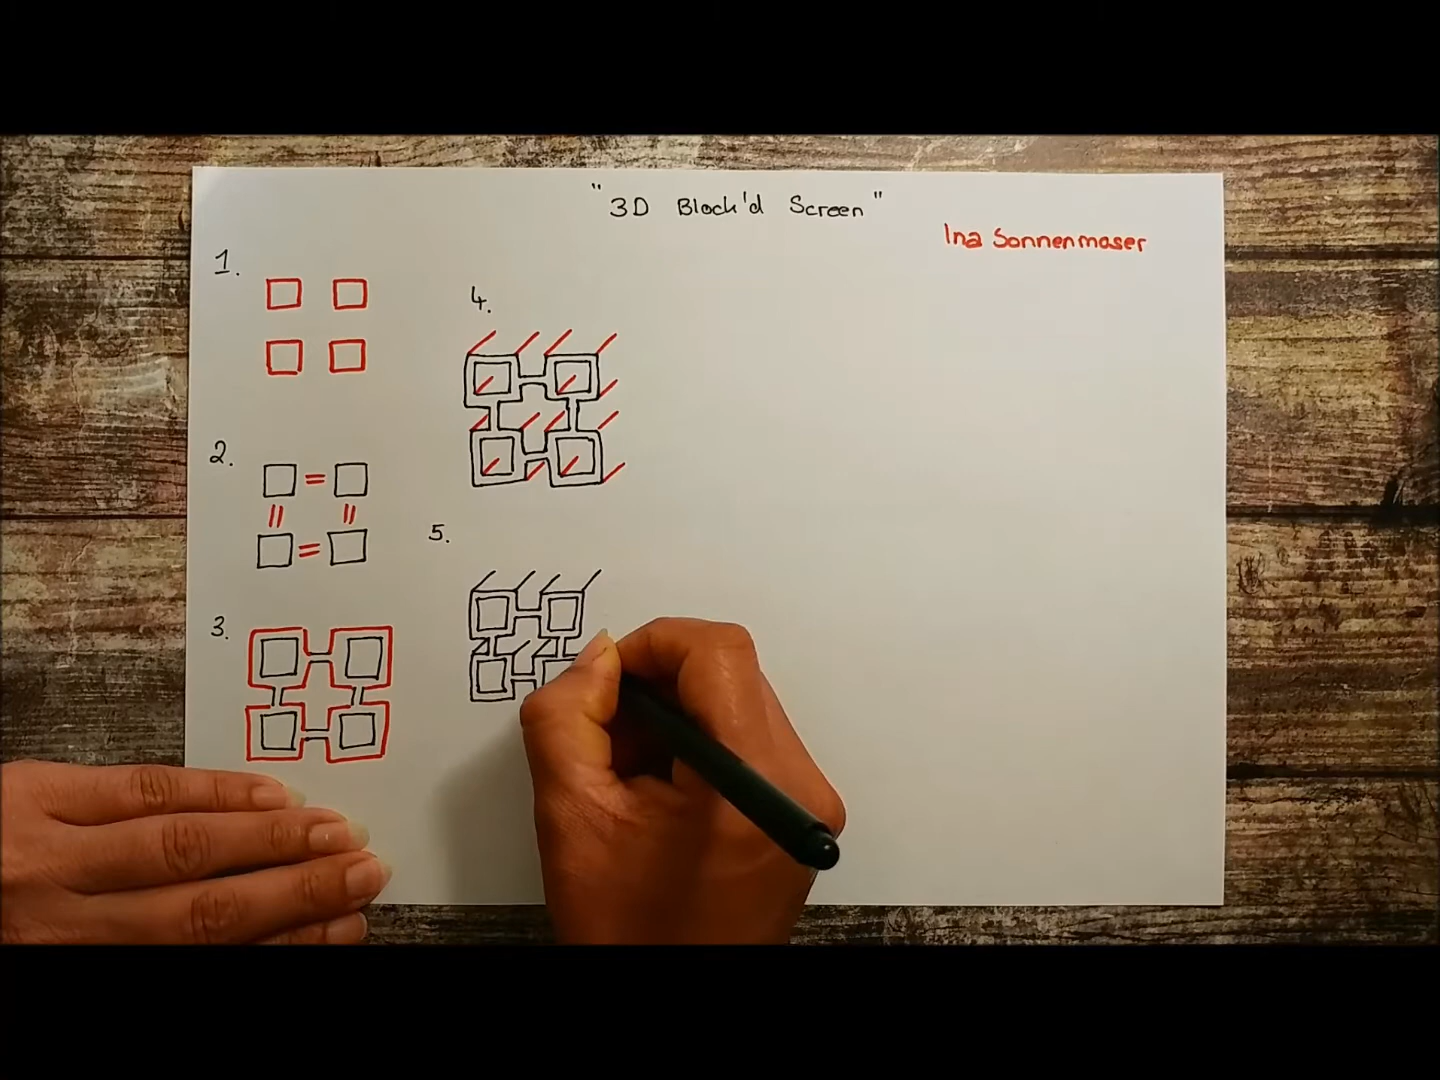 "3D Block'd Screen"
Ina Sonnenmoser
1.
2.
3.
4.
5.